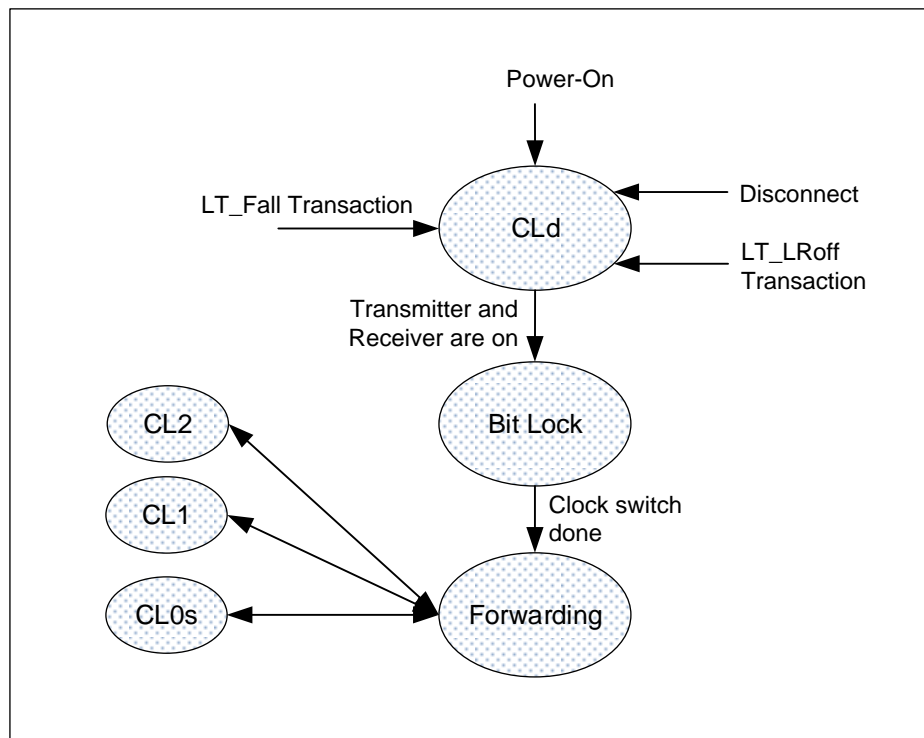 Power-On
LT_Fall Transaction
CLd
Disconnect
LT_LRoff
Transaction
Transmitter and
Receiver are on
Bit Lock
CL2
CL1
Clock switch
done
CL0s
Forwarding